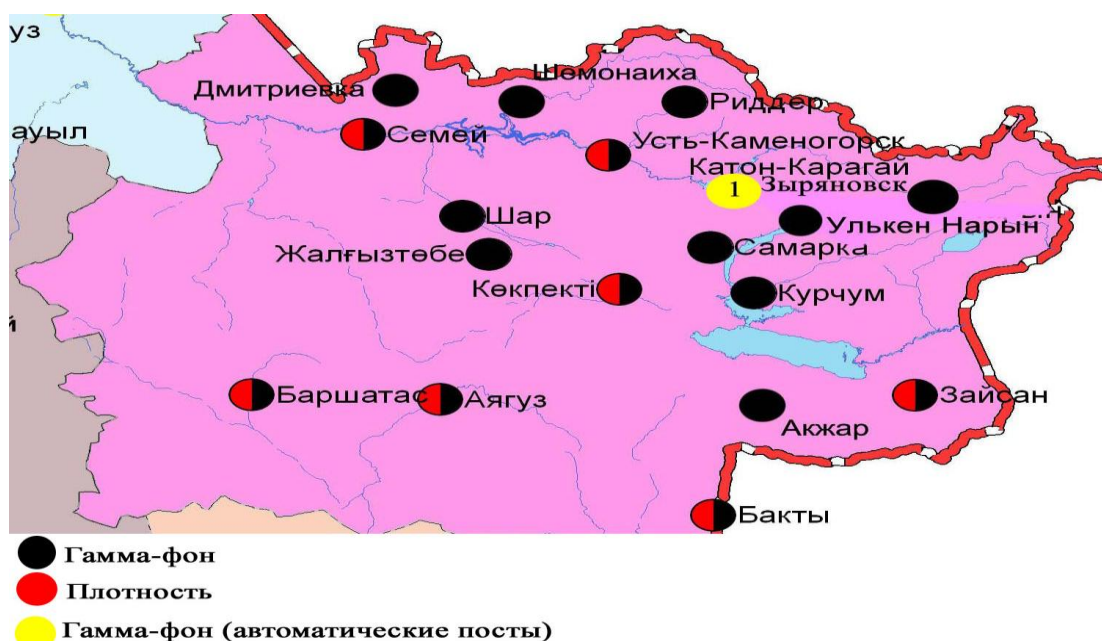 уз
Шемонаиха
Дмитриевка
Риддер
ауыл
Семей
Усть-Каменогорск
Катон-Карагай
1
Зыряновск
Шар
Улькен Нарын
Жалғызтөбе
Самарка
Көкпекті
Курчум
й
Баршатас
Аягуз
Зайсан
Акжар
Бакты
Гамма-фон
Плотность
Гамма-фон (автоматические посты)